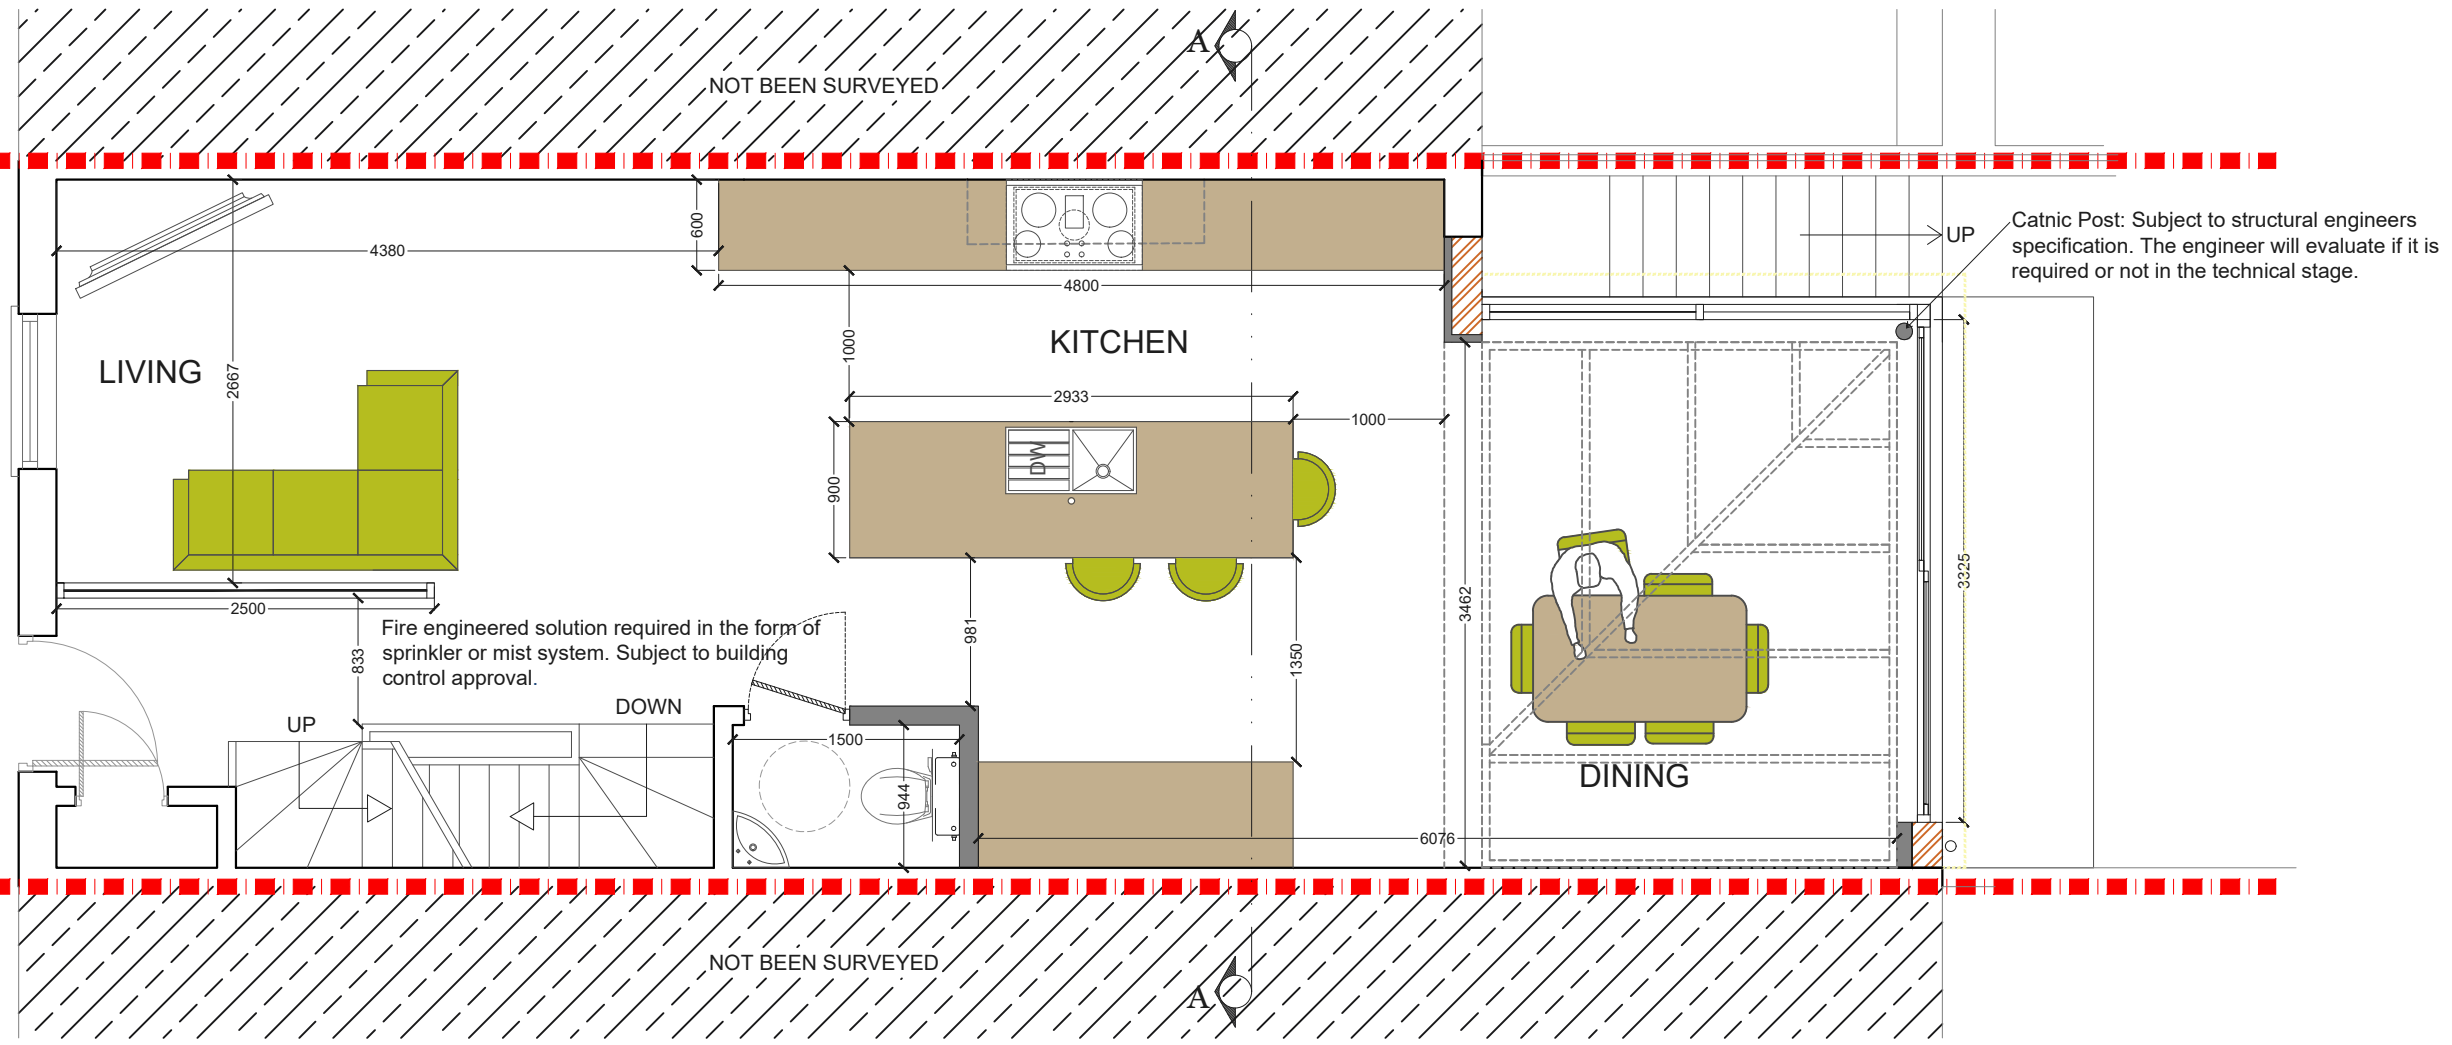 A
NOT BEEN SURVEYED
600
4380
4800
UP
Catnic Post: Subject to structural engineers
specification. The engineer will evaluate if it is
required or not in the technical stage.
LIVING
2667
1000
KITCHEN
2933
1000
900
DW
2500
833
Fire engineered solution required in the form of
sprinkler or mist system. Subject to building
control approval.
981
1350
3462
3325
UP
DOWN
1500
944
DINING
6076
NOT BEEN SURVEYED
A